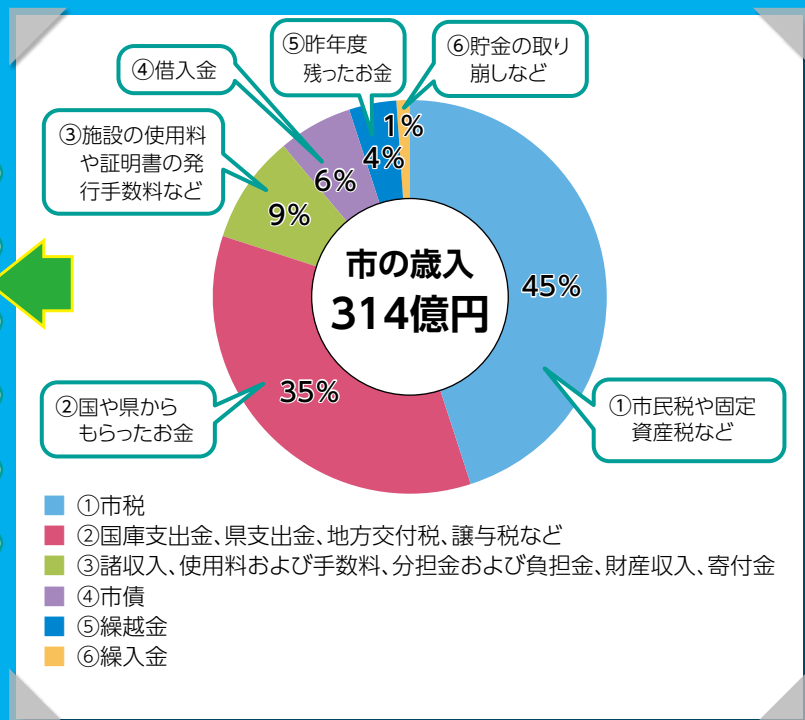 ⑤昨年度
残ったお金
⑥貯金の取り
崩しなど
④借入金
③施設の使用料
や証明書の発
行手数料など
1%
4%
6%
9%
市の歳入
314億円
45%
35%
②国や県から
もらったお金
①市民税や固定
資産税など
①市税
②国庫支出金、県支出金、地方交付税、譲与税など
③諸収入、使用料および手数料、分担金および負担金、財産収入、寄付金
④市債
⑤繰越金
⑥繰入金